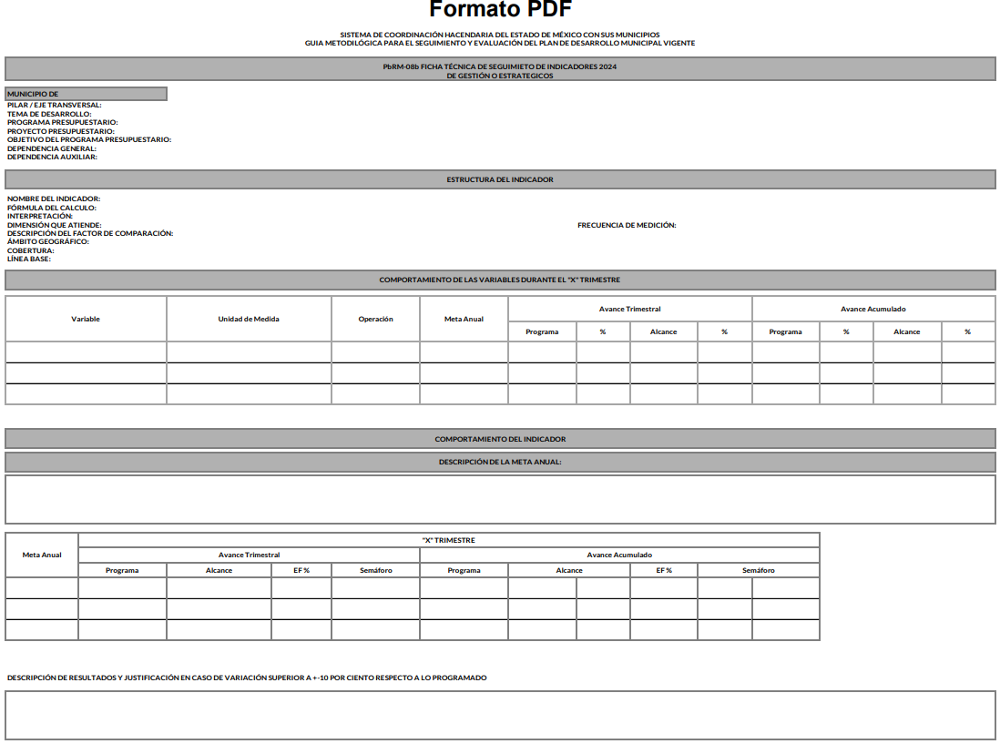 Formato PDF
SISTEMA DE COORDINACIÓN HACENDARIA DEL ESTADO DE MÉXICO CON SUS MUNICIPIOS
GUIA METODILÓGICA PARA EL SEGUIMIENTO Y EVALUACIÓN DEL PLAN DE DESARROLLO MUNICIPAL VIGENTE
PbRM-08b FICHA TÉCNICA DE SEGUIMIETO DE INDICADORES 2024
DE GESTIÓN O ESTRATEGICOS
MUNICIPIO DE
PILAR / EJE TRANSVERSAL:
TEMA DE DESARROLLO:
PROGRAMA PRESUPUESTARIO:
PROYECTO PRESUPUESTARIO:
OBJETIVO DEL PROGRAMA PRESUPUESTARIO:
DEPENDENCIA GENERAL:
DEPENDENCIA AUXILIAR:
ESTRUCTURA DEL INDICADOR
NOMBRE DEL INDICADOR:
FÓRMULA DEL CALCULO:
INTERPRETACIÓN:
DIMENSIÓN QUE ATIENDE: FRECUENCIA DE MEDICIÓN:
DESCRIPCIÓN DEL FACTOR DE COMPARACIÓN:
ÁMBITO GEOGRÁFICO:
COBERTURA:
LÍNEA BASE:
COMPORTAMIENTO DE LAS VARIABLES DURANTE EL "X" TRIMESTRE
Variable Unidad de Medida Operación Meta Anual Avance Trimestral Avance Acumulado
Programa % Alcance % Programa % Alcance %
COMPORTAMIENTO DEL INDICADOR
DESCRIPCIÓN DE LA META ANUAL:
"X" TRIMESTRE
Meta Anual Avance Trimestral Avance Acumulado
Programa Alcance EF % Semáforo Programa Alcance EF % Semáforo
DESCRIPCIÓN DE RESULTADOS Y JUSTIFICACIÓN EN CASO DE VARIACIÓN SUPERIOR A +-10 POR CIENTO RESPECTO A LO PROGRAMADO